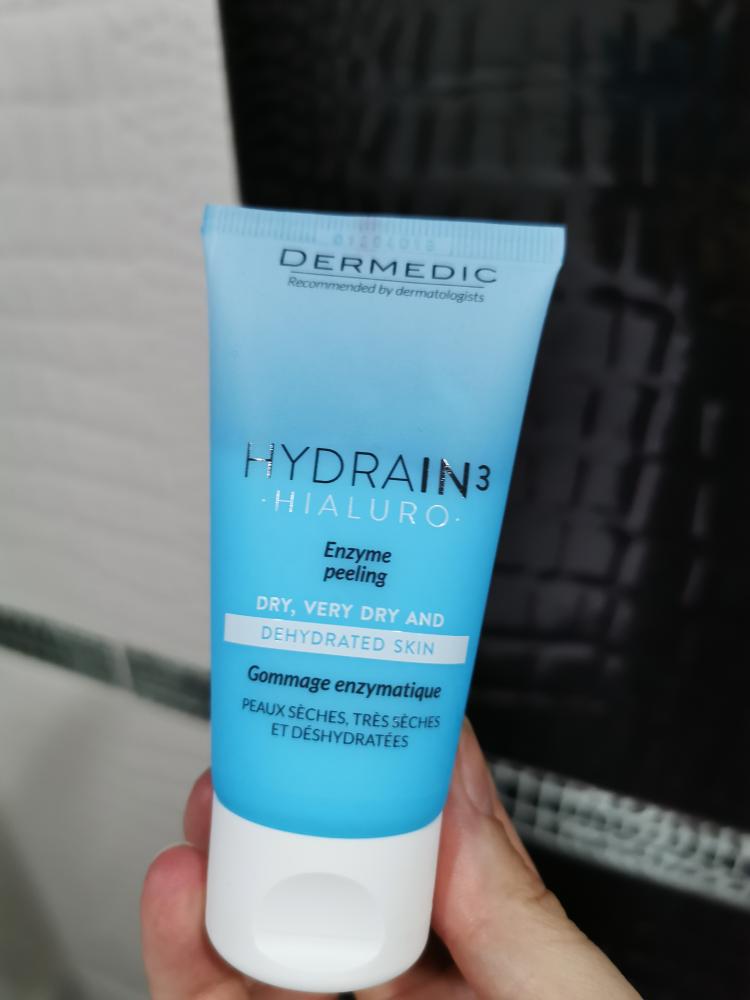 DERMEDIC
Recommended by dermatologists
HYDRAIN³
·HIALURO·
Enzyme
peeling
DRY, VERY DRY AND
DEHYDRATED SKIN
Gommage enzymatique
PEAUX SÈCHES, TRÈS SÈCHES
ET DÉSHYDRATÉES